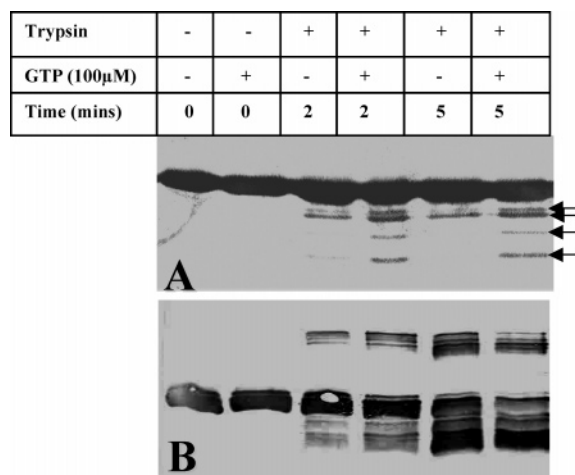 Trypsin - - + + + +
GTP (100µM) - + - + - +
Time (mins) 0 0 2 2 5 5
A
B